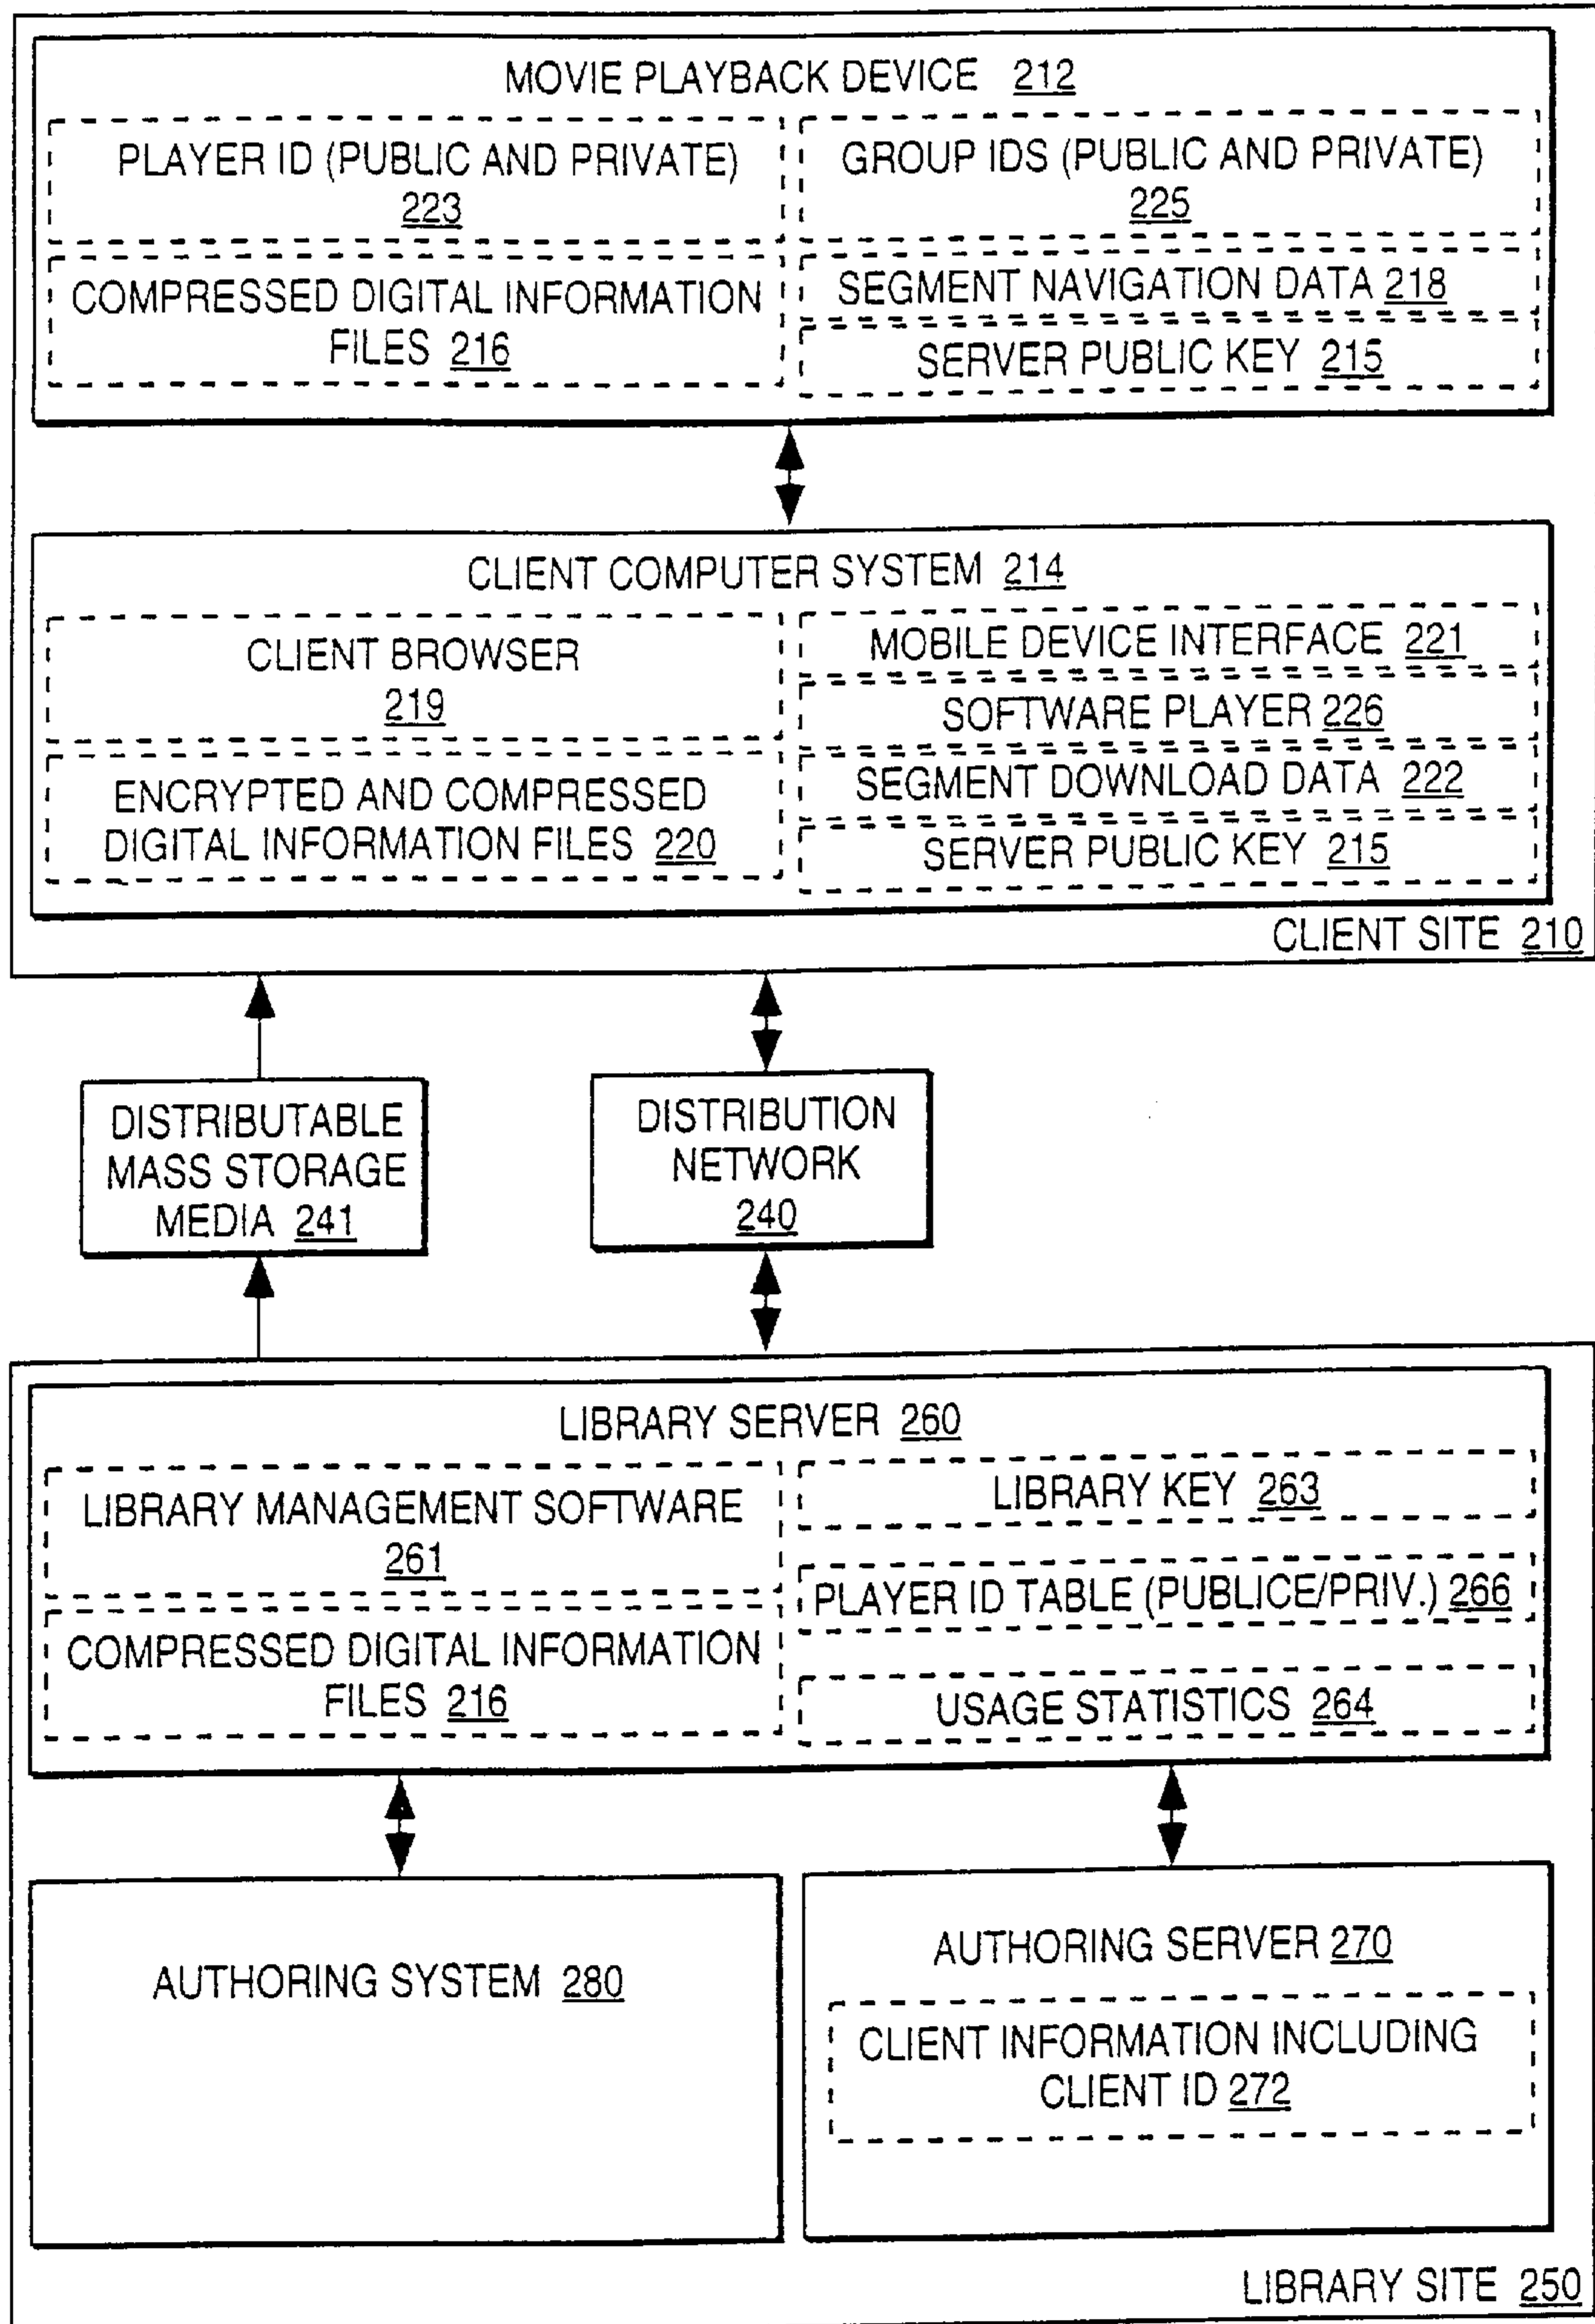 MOVIE PLAYBACK DEVICE 212
PLAYER ID (PUBLIC AND PRIVATE)
223
GROUP IDS (PUBLIC AND PRIVATE)
225
COMPRESSED DIGITAL INFORMATION
FILES 216
SEGMENT NAVIGATION DATA 218
SERVER PUBLIC KEY 215
CLIENT COMPUTER SYSTEM 214
CLIENT BROWSER
219
MOBILE DEVICE INTERFACE 221
SOFTWARE PLAYER 226
ENCRYPTED AND COMPRESSED
DIGITAL INFORMATION FILES 220
SEGMENT DOWNLOAD DATA 222
SERVER PUBLIC KEY 215
CLIENT SITE 210
DISTRIBUTABLE
MASS STORAGE
MEDIA 241
DISTRIBUTION
NETWORK
240
LIBRARY SERVER 260
LIBRARY MANAGEMENT SOFTWARE
261
LIBRARY KEY 263
PLAYER ID TABLE (PUBLICE/PRIV.) 266
COMPRESSED DIGITAL INFORMATION
FILES 216
USAGE STATISTICS 264
AUTHORING SYSTEM 280
AUTHORING SERVER 270
CLIENT INFORMATION INCLUDING
CLIENT ID 272
LIBRARY SITE 250